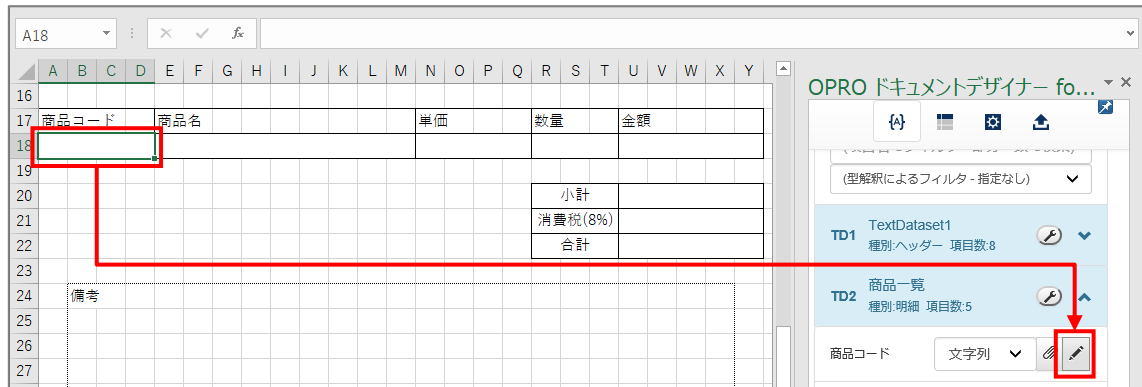 A18
fx
A B C D E F G H I J K L M N O P Q R S T U V W X Y
16
17 商品コード 商品名 単価 数量 金額
18
19
20 小計
21 消費税(8%)
22 合計
23
24 備考
25
26
27
OPRO ドキュメントデザイナー fo...
{A}
(型解釈によるフィルタ - 指定なし)
TD1 TextDataset1
種別:ヘッダー 項目数:8
TD2 商品一覧
種別:明細 項目数:5
商品コード 文字列